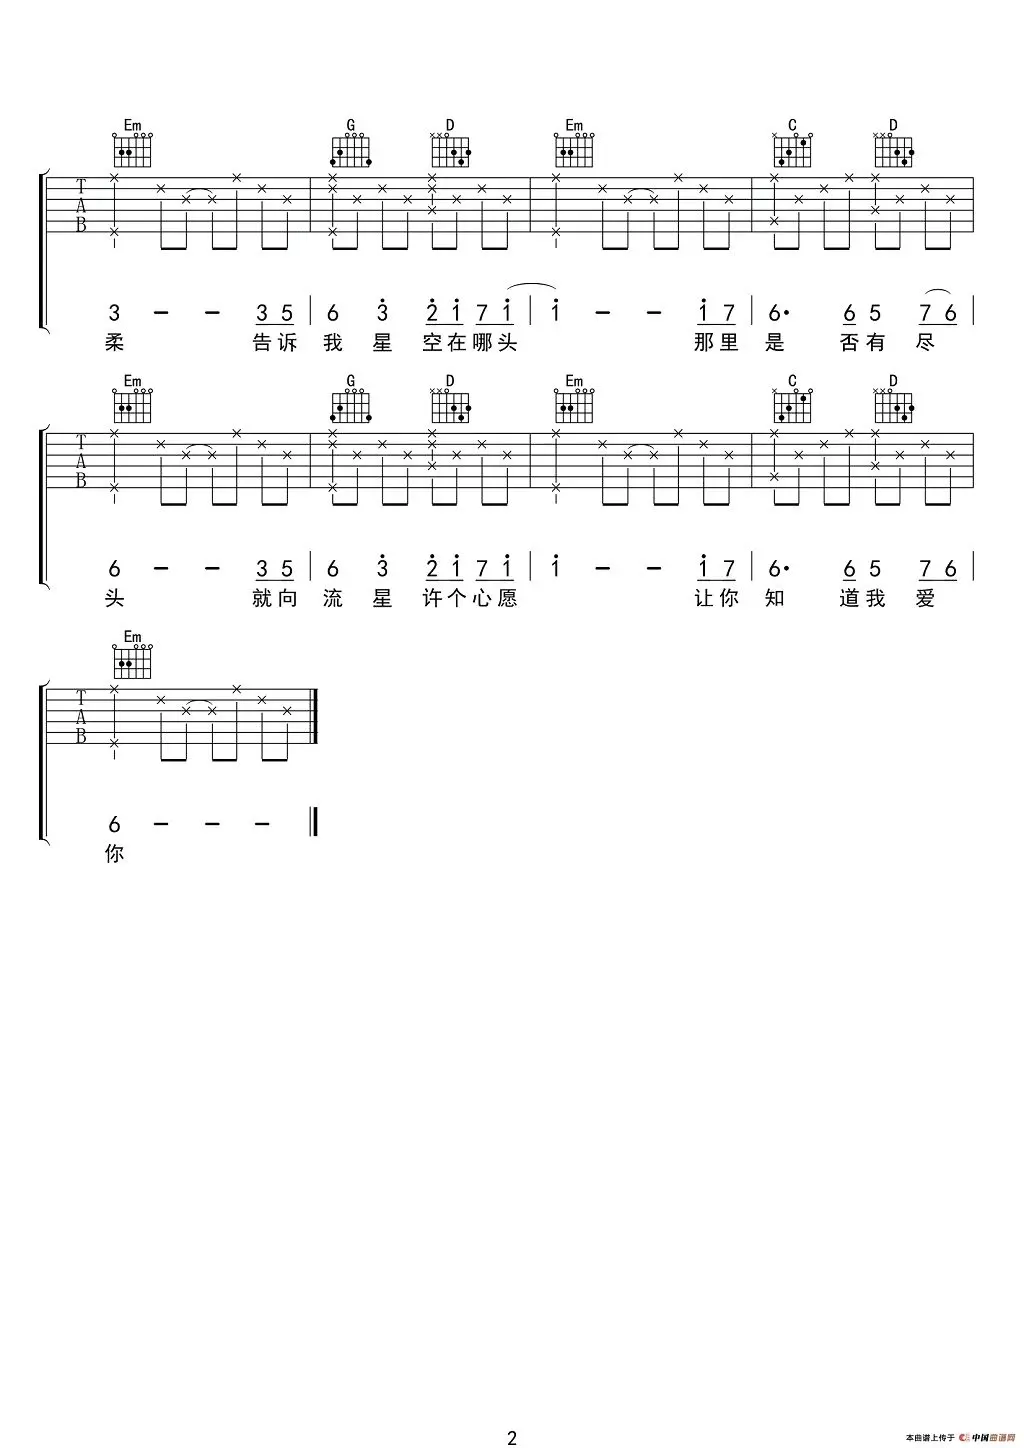 Em G D Em C D
T
A
B
3 − − 3 5 | 6 3̇ 2̇ 1̇ 7 1̇ | 1̇ − − 1̇ 7 | 6· 6 5 7 6 |
柔 告诉 我 星 空在哪头 那里 是 否有 尽
Em G D Em C D
T
A
B
6 − − 3 5 | 6 3̇ 2̇ 1̇ 7 1̇ | 1̇ − − 1̇ 7 | 6· 6 5 7 6 |
头 就向 流 星 许个心愿 让你 知 道我 爱
Em
T
A
B
6 − − −
你
2
本曲谱上传于 中国曲谱网